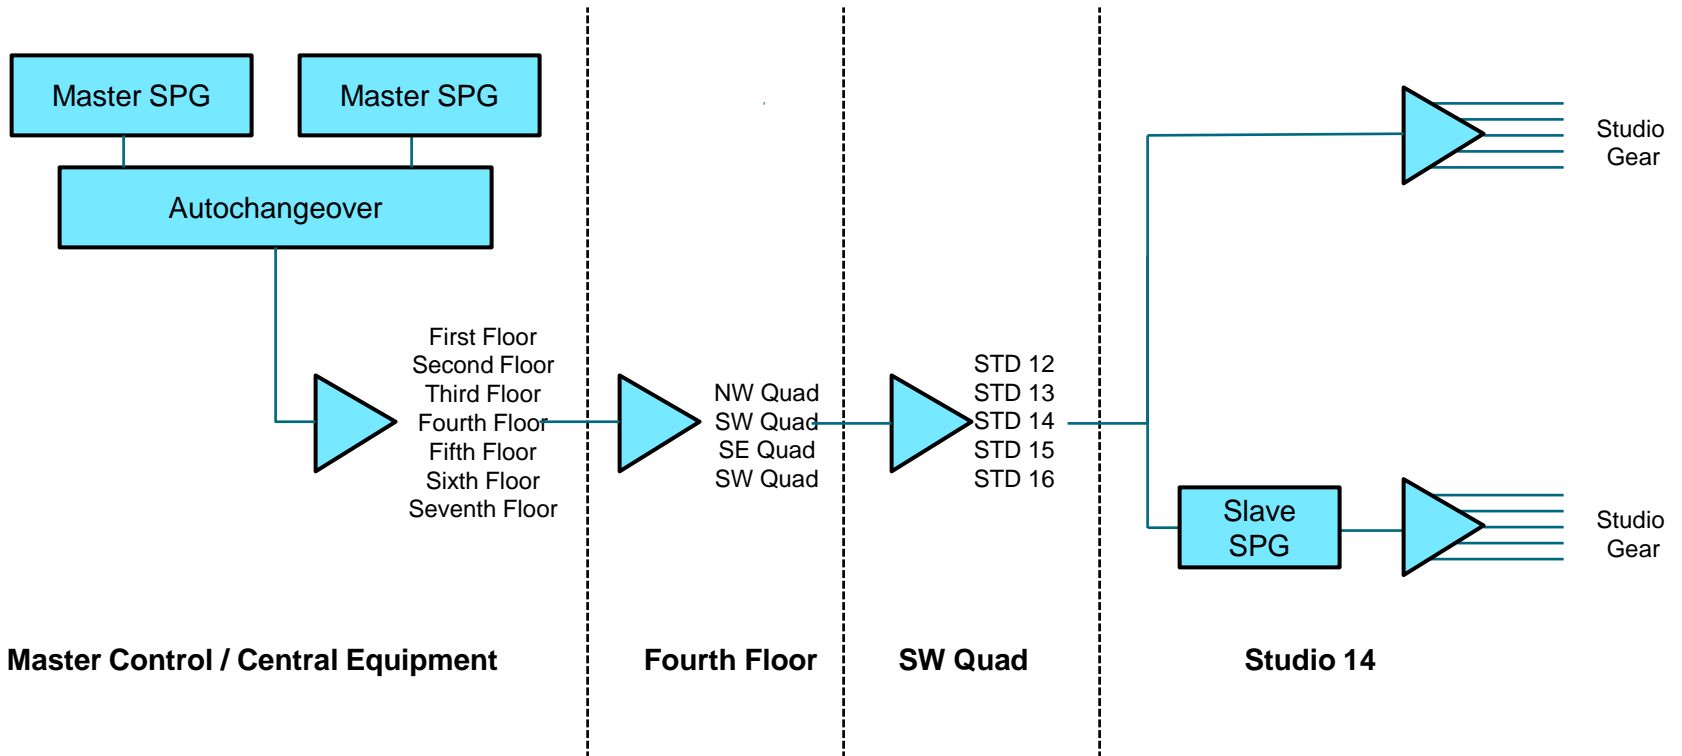 Master SPG
Master SPG
Autochangeover
First Floor
Second Floor
Third Floor
Fourth Floor
Fifth Floor
Sixth Floor
Seventh Floor
NW Quad
SW Quad
SE Quad
SW Quad
STD 12
STD 13
STD 14
STD 15
STD 16
Studio
Gear
Slave
SPG
Studio
Gear
Master Control / Central Equipment
Fourth Floor
SW Quad
Studio 14